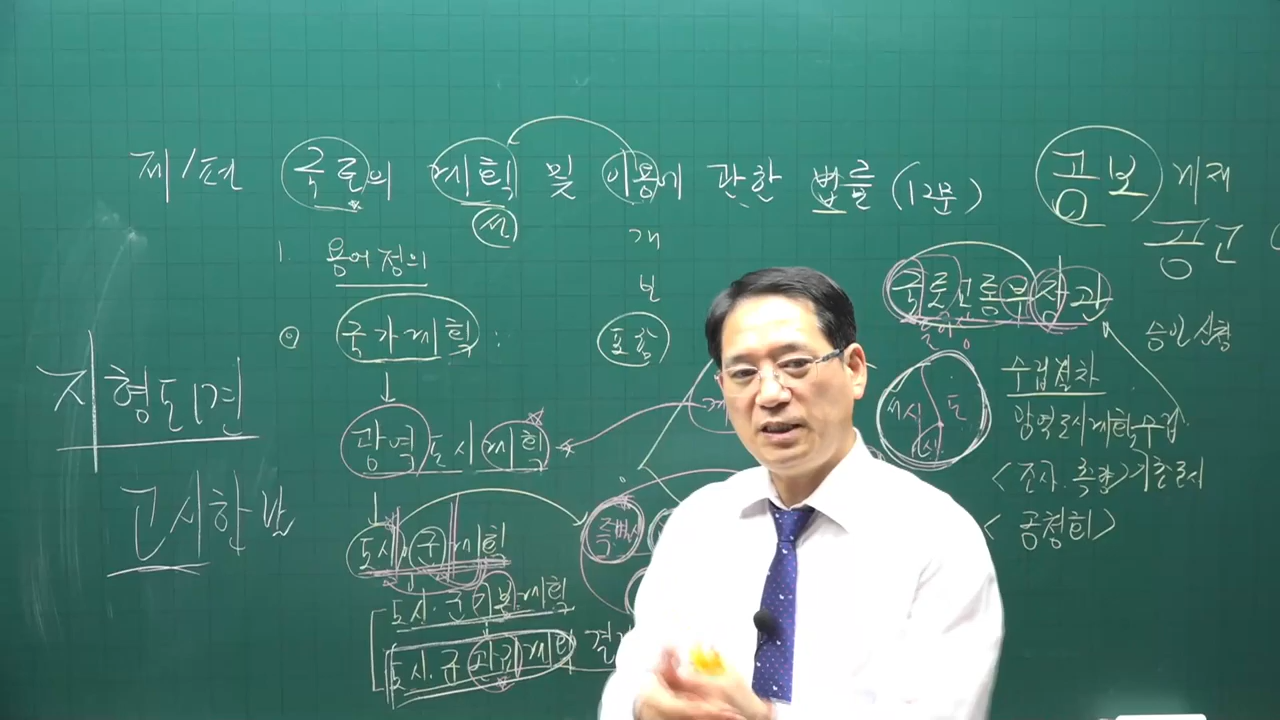 제1편 국토의 계획 및 이용에 관한 법률 (12문)
공보 게재
공고
선
1. 용어정의
개
보
포함
◎ 국가계획 :
↓
광역도시계획
↓
도시·군계획
도시·군기본계획
도시·군관리계획
지형도면
고시한 날
국토교통부장관
승인신청
수립절차
광역도시계획수립
<조사·측량> 기초조사
<공청회>
시 도